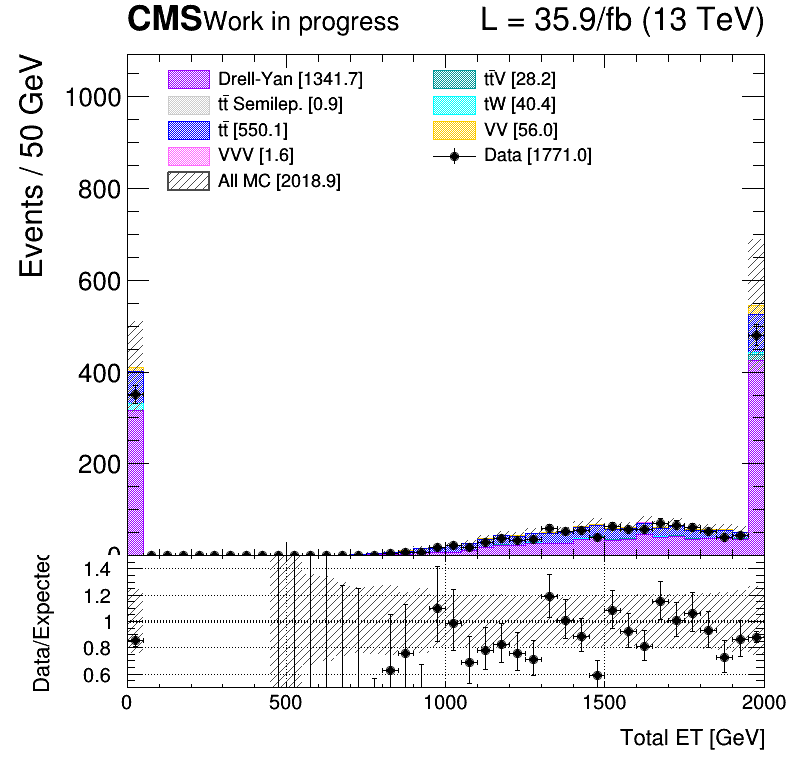 CMS Work in progress L = 35.9/fb (13 TeV)
Events / 50 GeV
Drell-Yan [1341.7]
tt̄ Semilep. [0.9]
tt̄ [550.1]
VVV [1.6]
All MC [2018.9]
tt̄V [28.2]
tW [40.4]
VV [56.0]
Data [1771.0]
1000
800
600
400
200
0
Data/Expected
1.4
1.2
1
0.8
0.6
0 500 1000 1500 2000
Total ET [GeV]